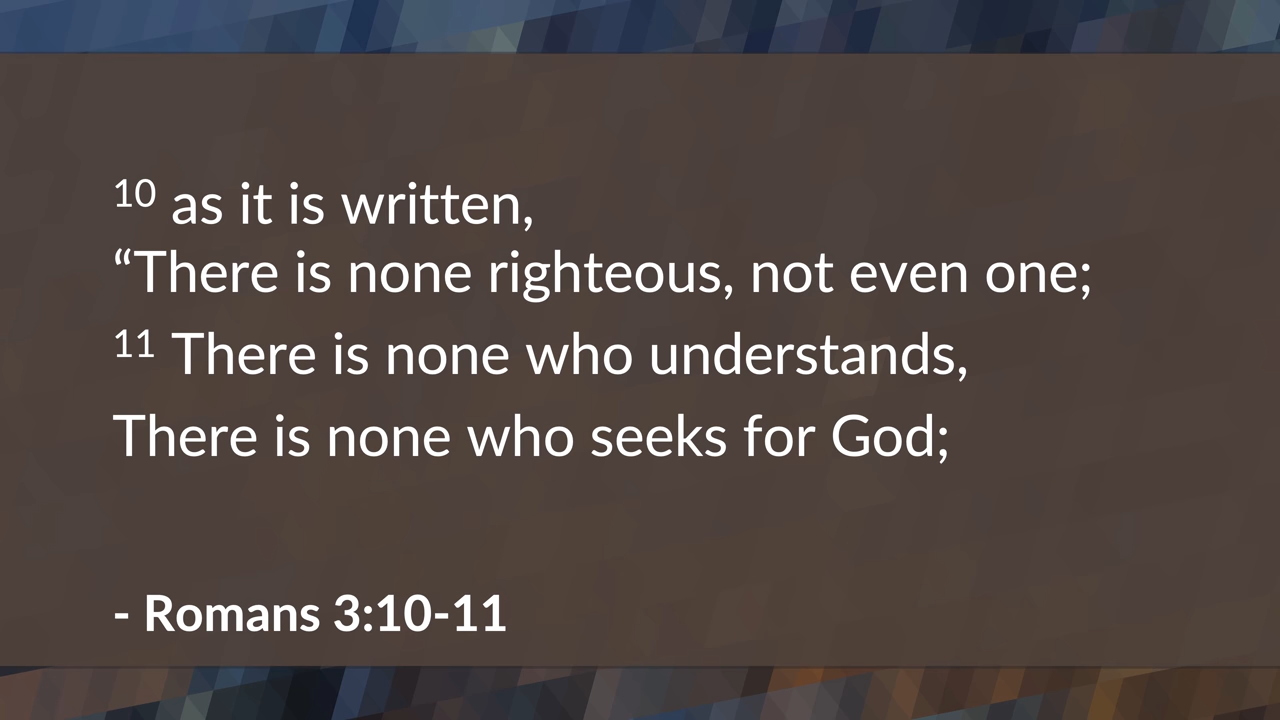 10 as it is written,
“There is none righteous, not even one;
11 There is none who understands,
There is none who seeks for God;
- Romans 3:10-11